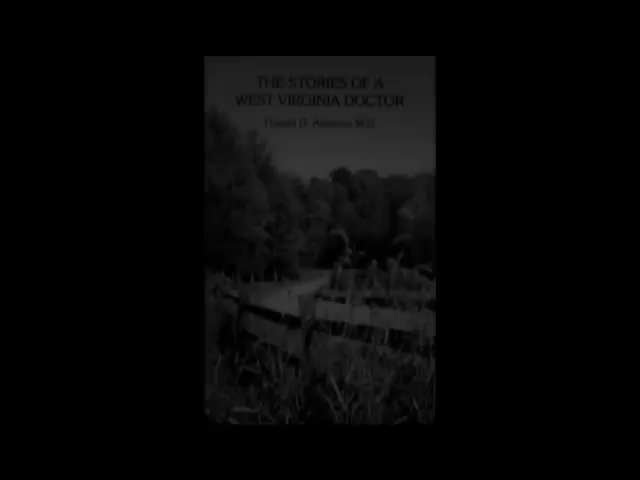 THE STORIES OF A
WEST VIRGINIA DOCTOR
D. M.D.